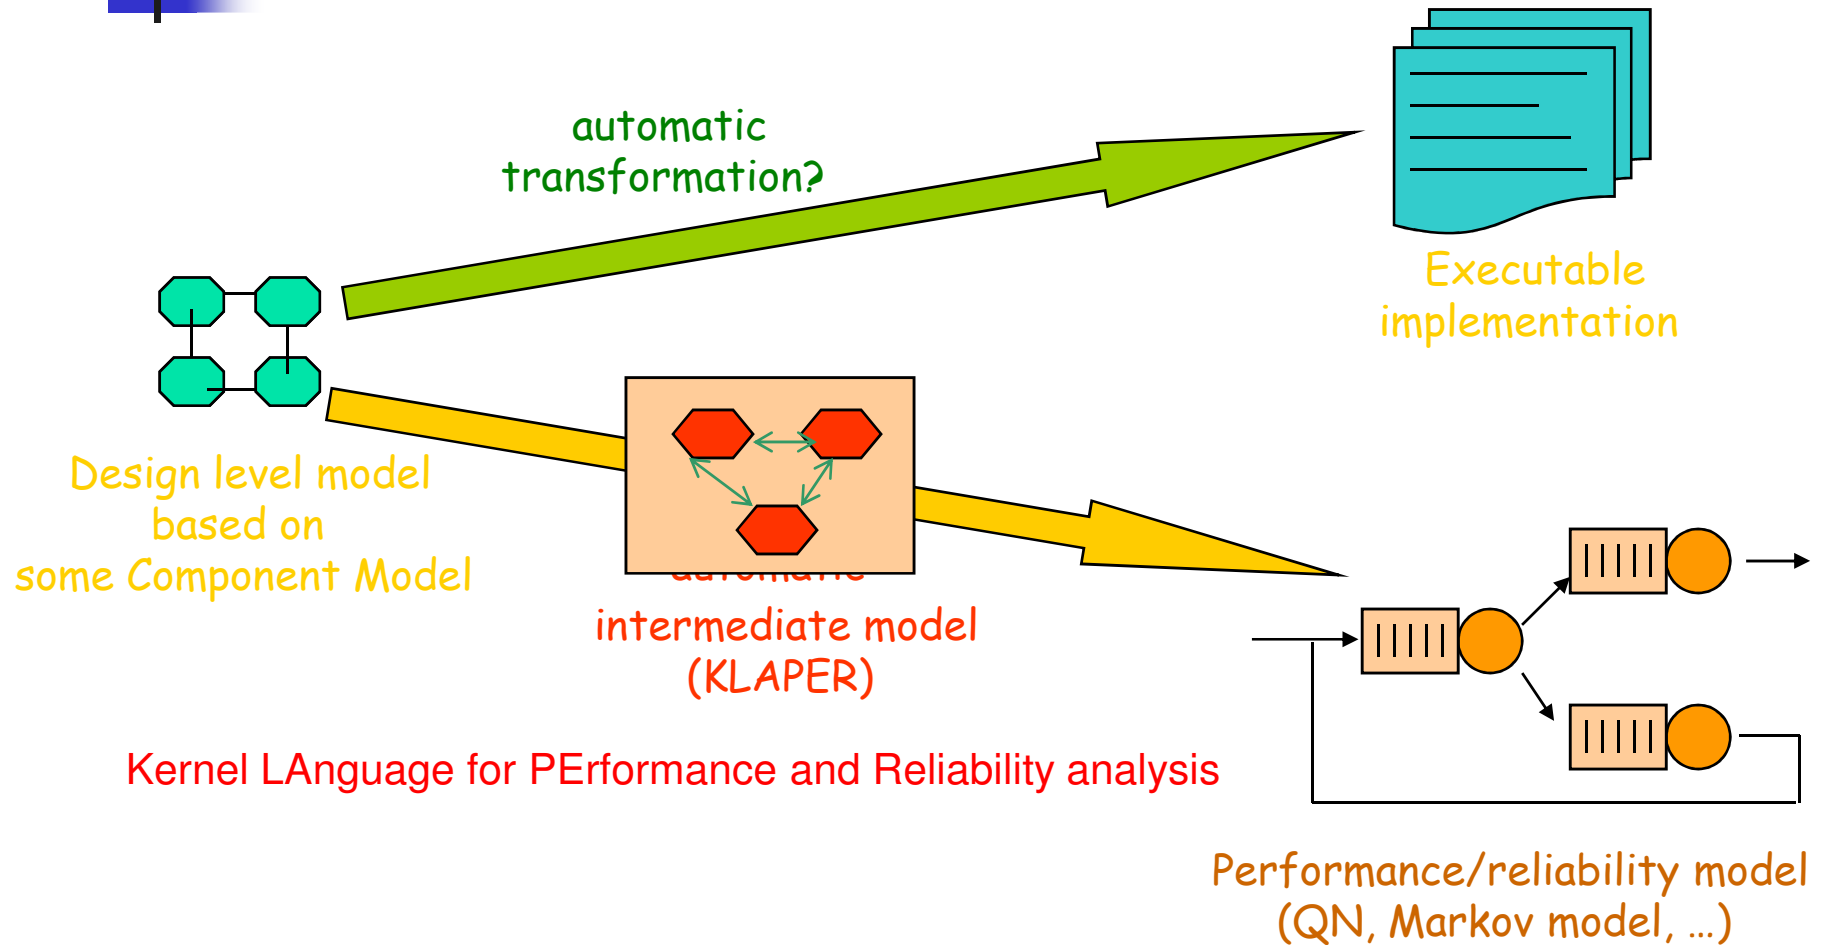 automatic
transformation?
Executable
implementation
Design level model
based on
some Component Model
automatic
intermediate model
(KLAPER)
Kernel LAnguage for PErformance and Reliability analysis
Performance/reliability model
(QN, Markov model, …)